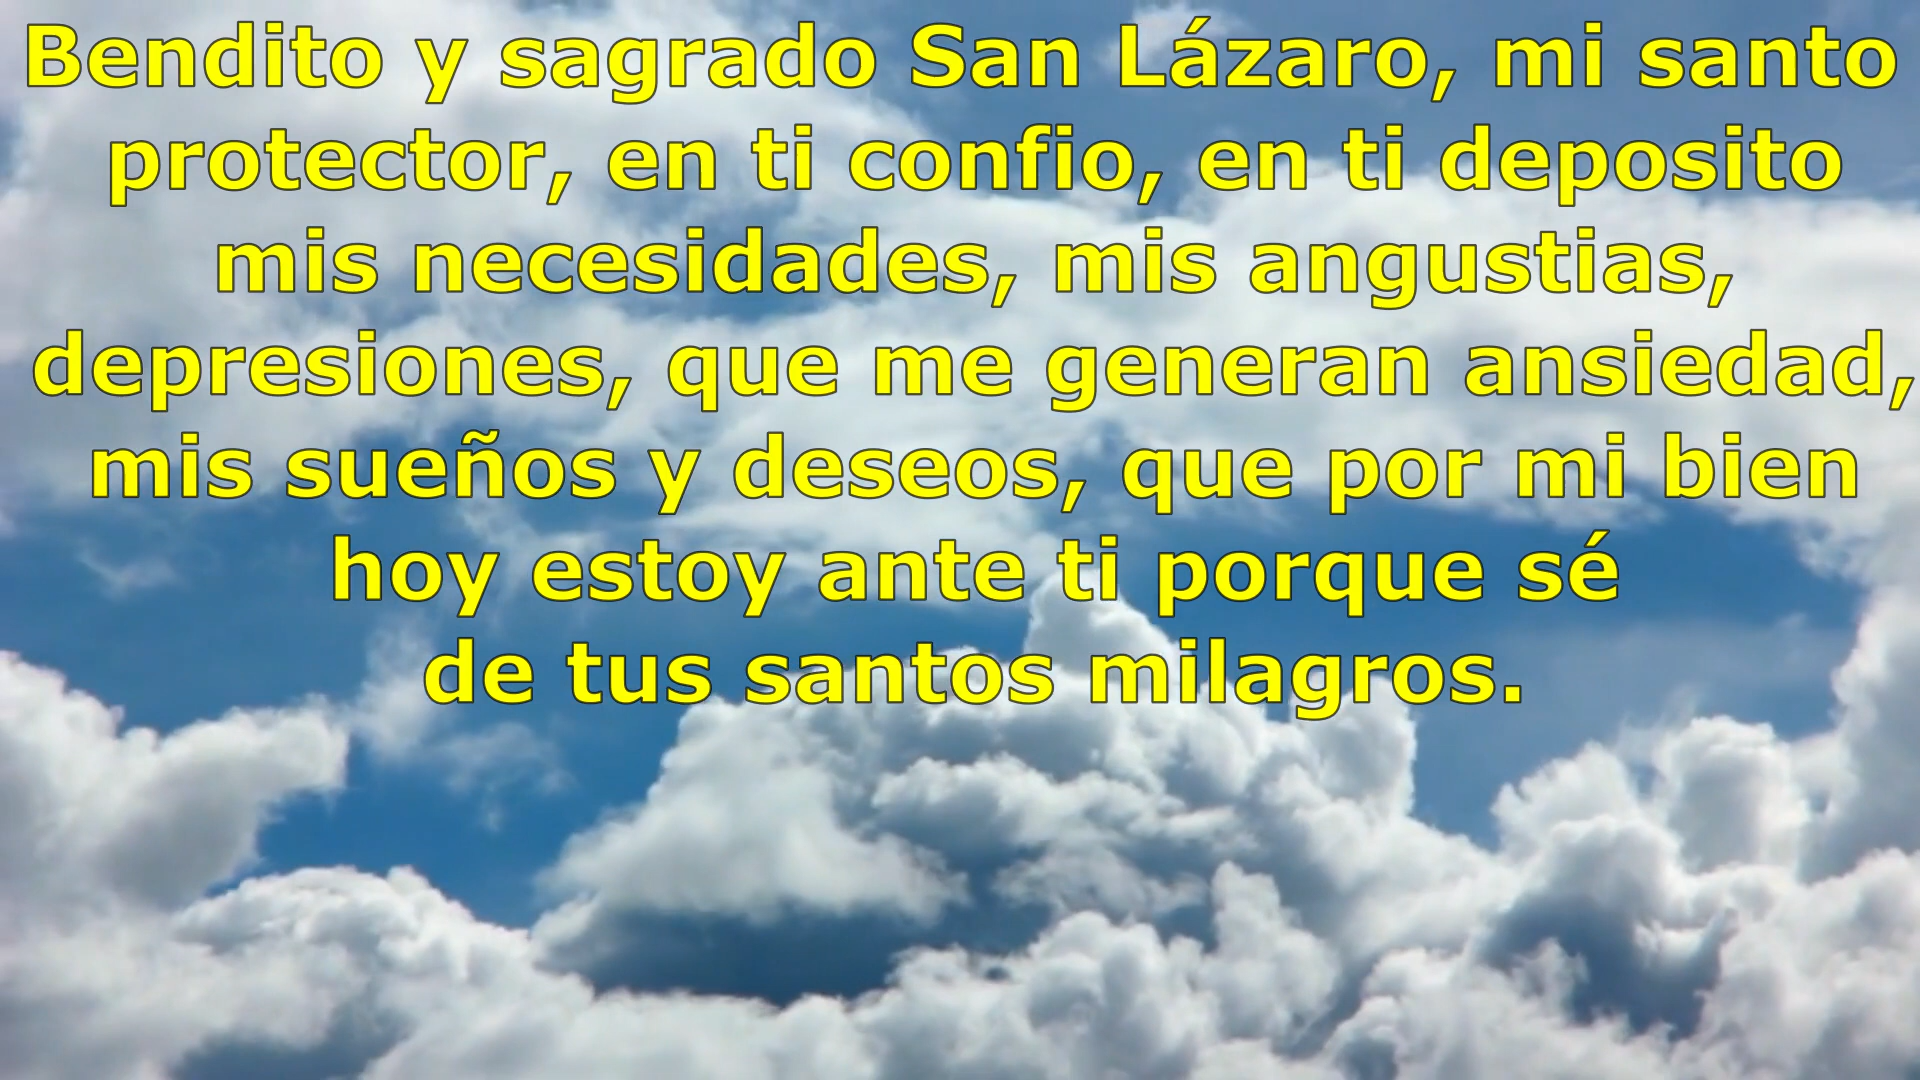 Bendito y sagrado San Lázaro, mi santo
protector, en ti confio, en ti deposito
mis necesidades, mis angustias,
depresiones, que me generan ansiedad,
mis sueños y deseos, que por mi bien
hoy estoy ante ti porque sé
de tus santos milagros.